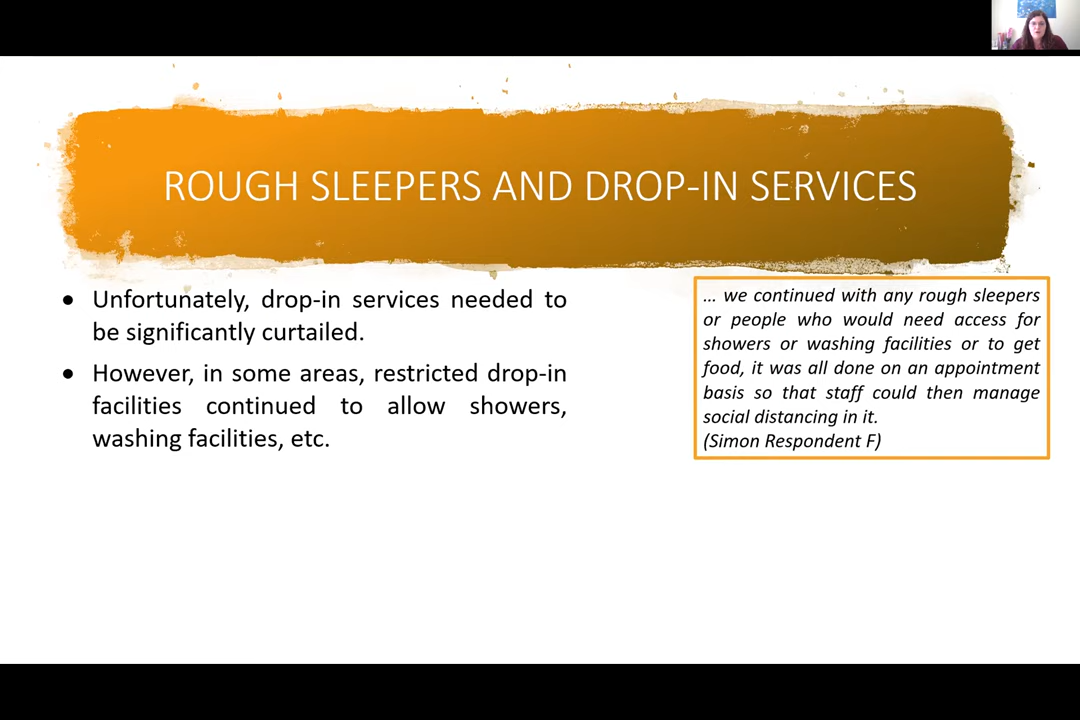 ROUGH SLEEPERS AND DROP-IN SERVICES
• Unfortunately, drop-in services needed to
be significantly curtailed.
• However, in some areas, restricted drop-in
facilities continued to allow showers,
washing facilities, etc.
... we continued with any rough sleepers
or people who would need access for
showers or washing facilities or to get
food, it was all done on an appointment
basis so that staff could then manage
social distancing in it.
(Simon Respondent F)